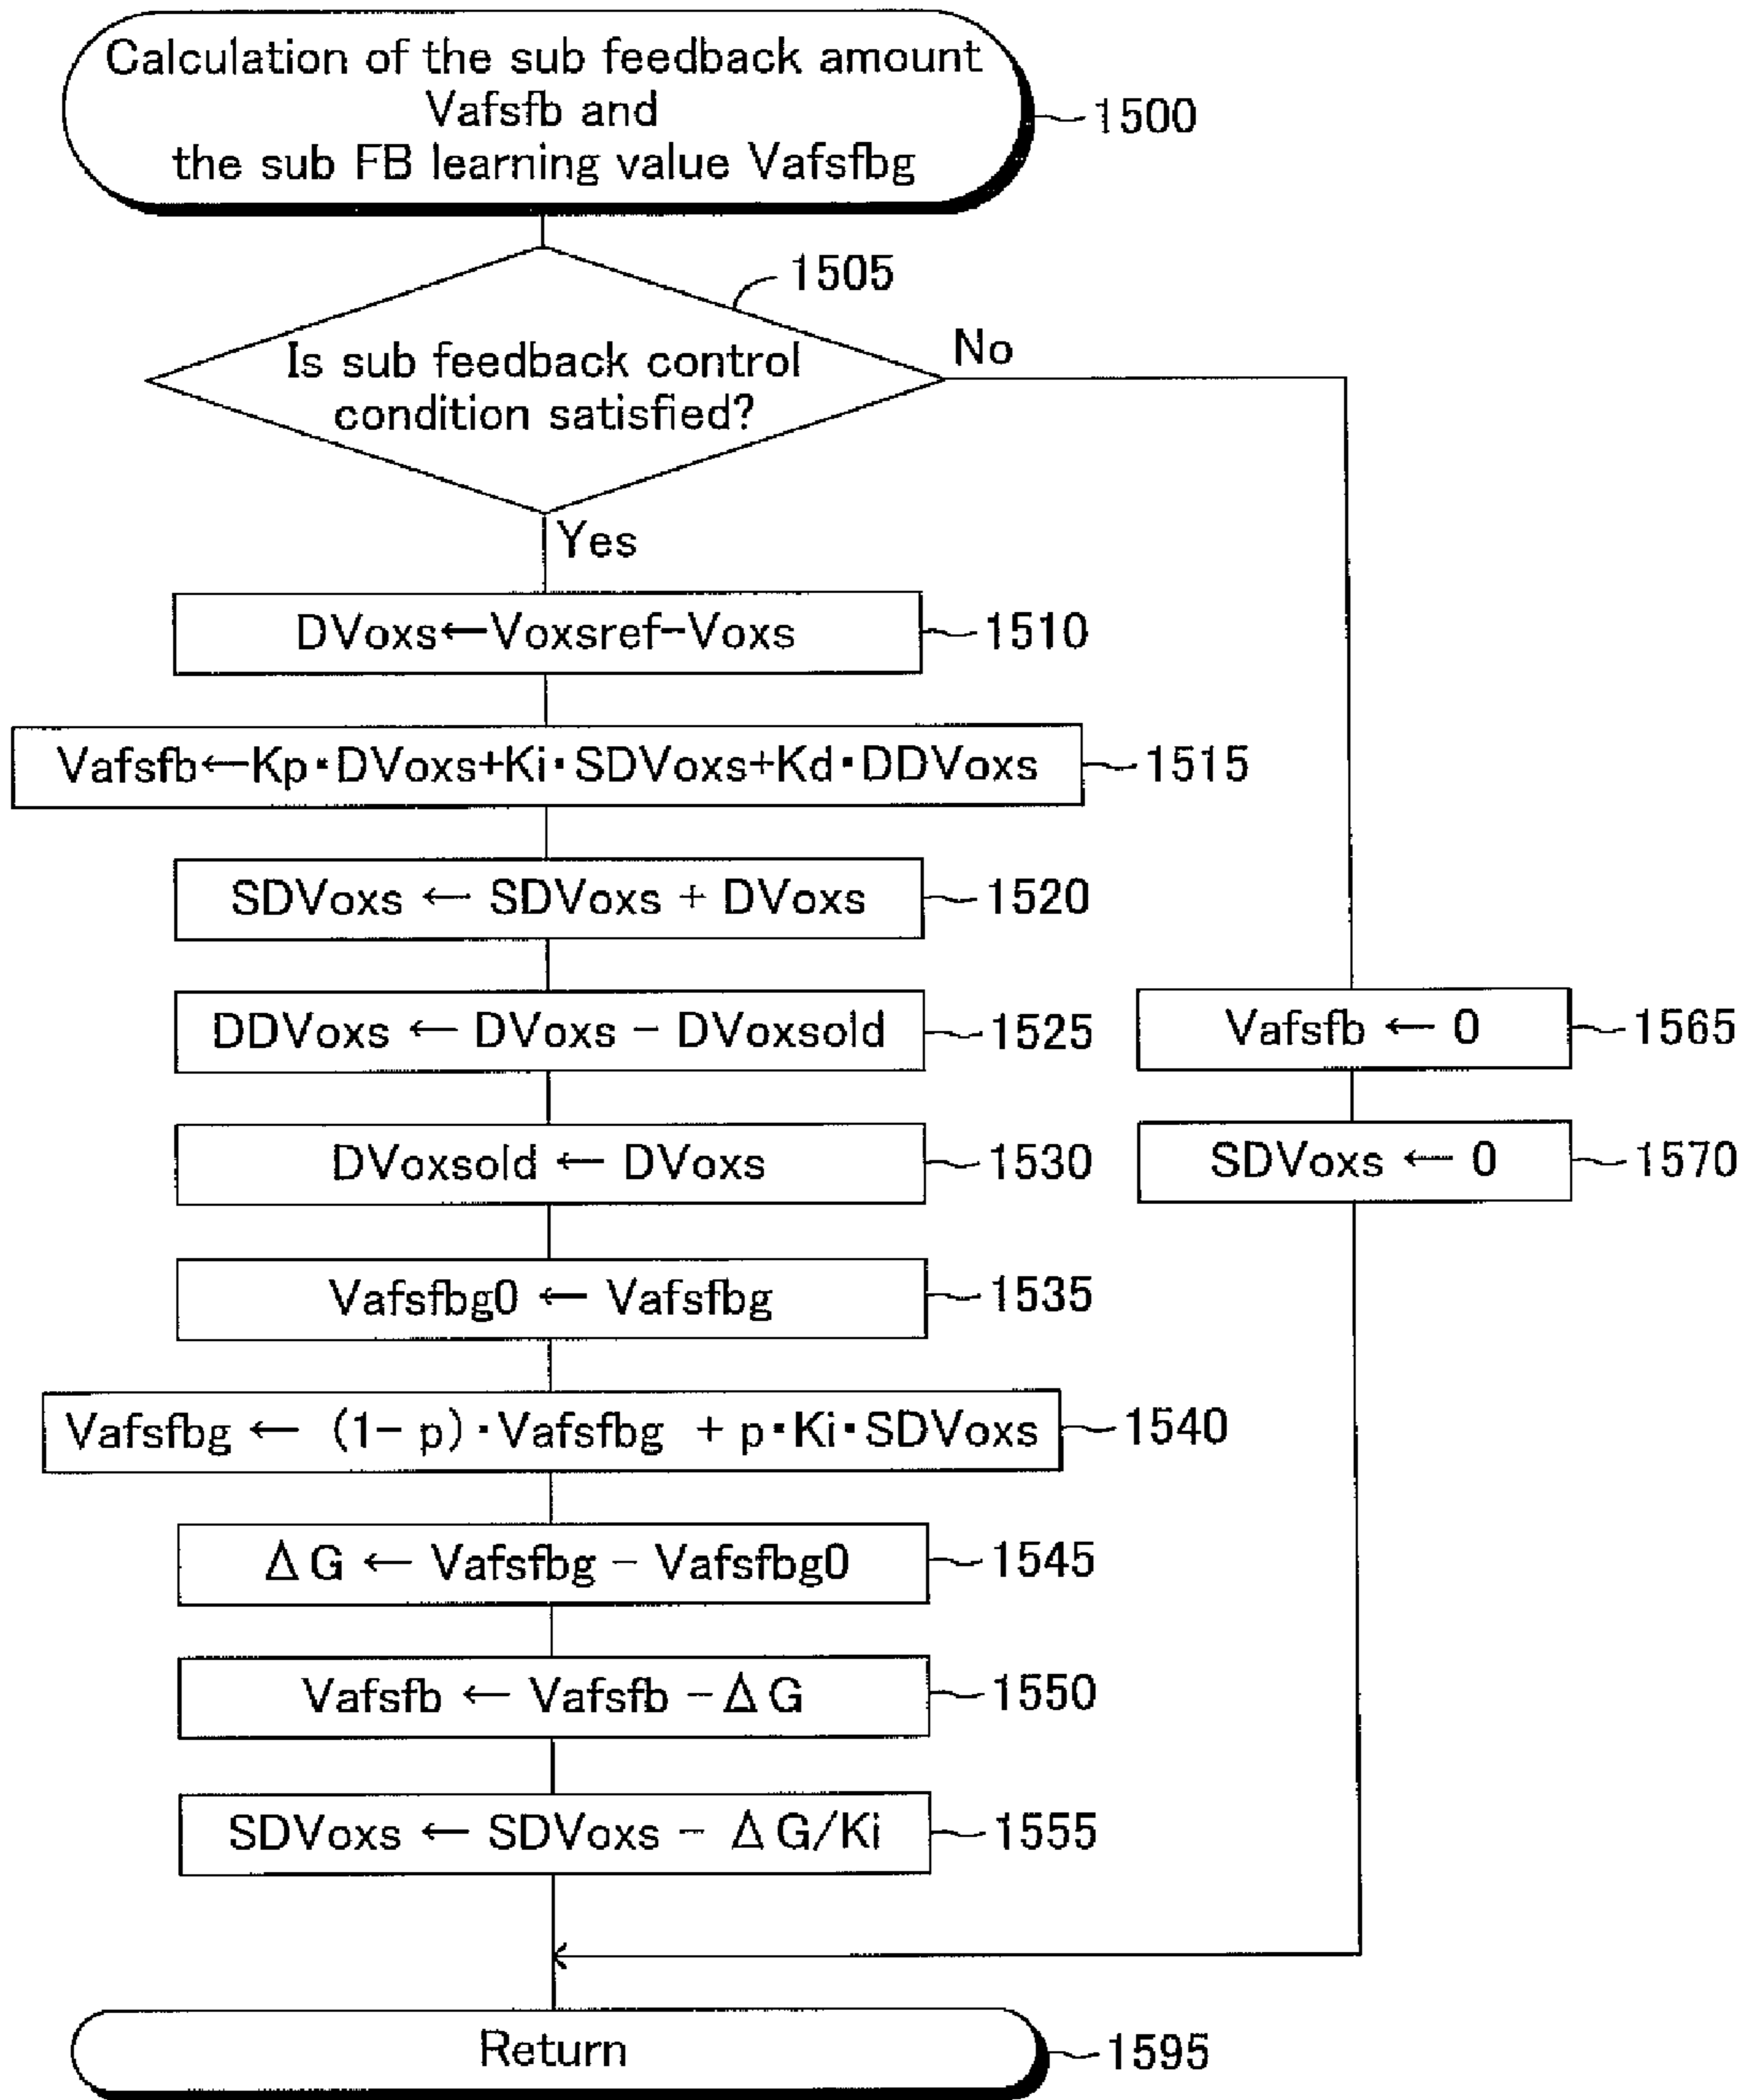 Calculation of the sub feedback amount
Vafsfb and
the sub FB learning value Vafsfbg
1500
1505
Is sub feedback control
condition satisfied?
No
Yes
DVoxs←Voxsref-Voxs
1510
Vafsfb←Kp·DVoxs+Ki·SDVoxs+Kd·DDVoxs
1515
SDVoxs ← SDVoxs + DVoxs
1520
DDVoxs ← DVoxs - DVoxsold
1525
Vafsfb ← 0
1565
DVoxsold ← DVoxs
1530
SDVoxs ← 0
1570
Vafsfbg0 ← Vafsfbg
1535
Vafsfbg ← (1- p)·Vafsfbg + p·Ki·SDVoxs
1540
ΔG ← Vafsfbg - Vafsfbg0
1545
Vafsfb ← Vafsfb -ΔG
1550
SDVoxs ← SDVoxs - ΔG/Ki
1555
Return
1595